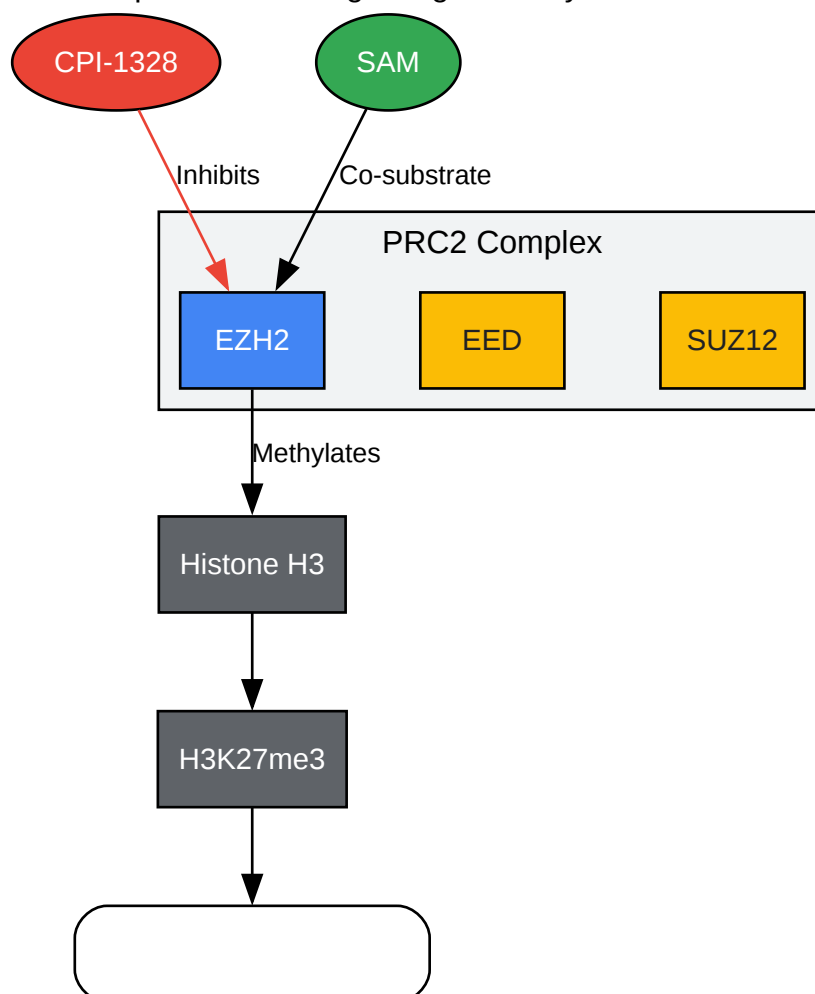 CPI-1328
SAM
Inhibits
Co-substrate
PRC2 Complex
EZH2
EED
SUZ12
Methylates
Histone H3
H3K27me3